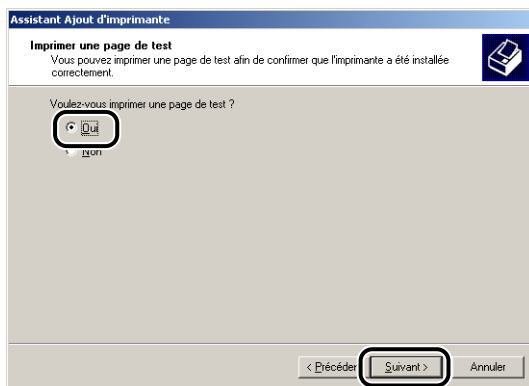 Assistant Ajout d'imprimante
Imprimer une page de test
Vous pouvez imprimer une page de test afin de confirmer que l'imprimante a été installée
correctement.
Voulez-vous imprimer une page de test ?
Oui
Non
< Précéder
Suivant >
Annuler